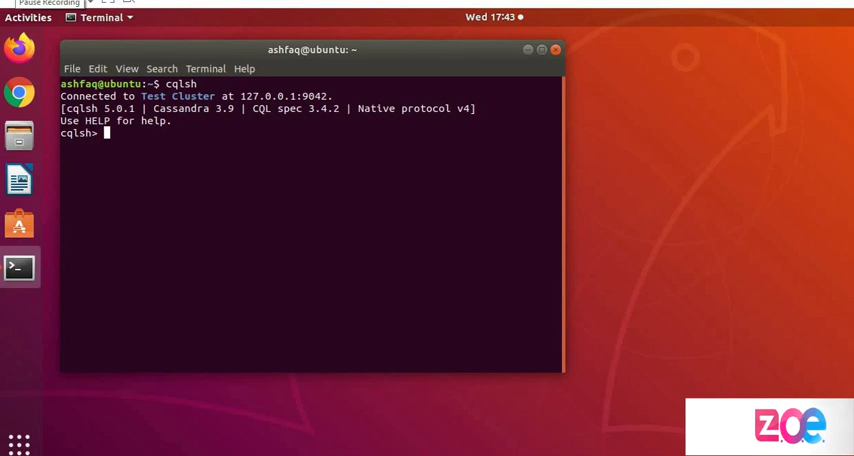 Pause Recording
Activities Terminal Wed 17:43
ashfaq@ubuntu: ~
File Edit View Search Terminal Help
ashfaq@ubuntu:~$ cqlsh
Connected to Test Cluster at 127.0.0.1:9042.
[cqlsh 5.0.1 | Cassandra 3.9 | CQL spec 3.4.2 | Native protocol v4]
Use HELP for help.
cqlsh>
zoe